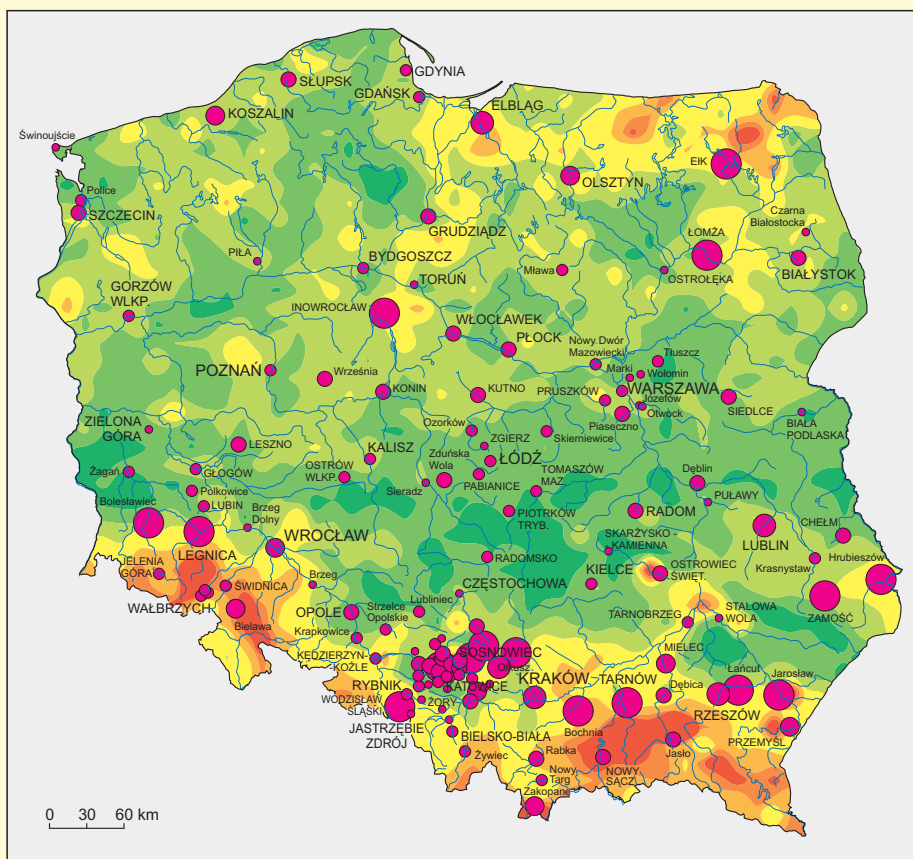 GDYNIA
SŁUPSK
GDAŃSK
KOSZALIN
ELBLĄG
Świnoujście
EłK
Police
OLSZTYN
SZCZECIN
Czarna
Białostocka
GRUDZIĄDZ
ŁOMŻA
PIŁA
BYDGOSZCZ
Mława
BIAŁYSTOK
OSTROŁĘKA
TORUŃ
GORZÓW
WLKP.
INOWROCŁAW
WŁOCŁAWEK
PŁOCK
Nowy Dwór
Mazowiecki
Tłuszcz
Marki
Wołomin
POZNAŃ
Września
KONIN
KUTNO
PRUSZKÓW
WARSZAWA
Józefów
Otwock
SIEDLCE
Piaseczno
BIAŁA
PODLASKA
ZIELONA
GÓRA
LESZNO
Ozorków
ZGIERZ
Skierniewice
KALISZ
Zduńska
Wola
ŁÓDŹ
Żagań
GŁOGÓW
OSTRÓW
WLKP.
Sieradz
PABIANICE
TOMASZÓW
MAZ.
Dęblin
Polkowice
PUŁAWY
Bolesławiec
LUBIN
Brzeg
Dolny
PIOTRKÓW
TRYB.
RADOM
LEGNICA
WROCŁAW
SKARŻYSKO -
KAMIENNA
LUBLIN
CHEŁM
JELENIA
GÓRA
RADOMSKO
Krasnystaw
Hrubieszów
ŚWIDNICA
Brzeg
CZĘSTOCHOWA
KIELCE
OSTROWIEC
ŚWIĘT.
WAŁBRZYCH
Bielawa
OPOLE
Lubliniec
Strzelce
Opolskie
TARNOBRZEG
STALOWA
WOLA
ZAMOŚĆ
Krapkowice
KĘDZIERZYN-
KOŹLE
SOSNOWIEC
Olkusz
MIELEC
Łańcut
Jarosław
RYBNIK
KATOWICE
KRAKÓW
TARNÓW
Dębica
WODZISŁAW
ŚLĄSKI
ŻORY
RZESZÓW
JASTRZĘBIE
ZDRÓJ
BIELSKO-BIAŁA
Bochnia
PRZEMYŚL
Żywiec
Rabka
Jasło
Nowy
Targ
NOWY
SĄCZ
Zakopane
0 30 60 km